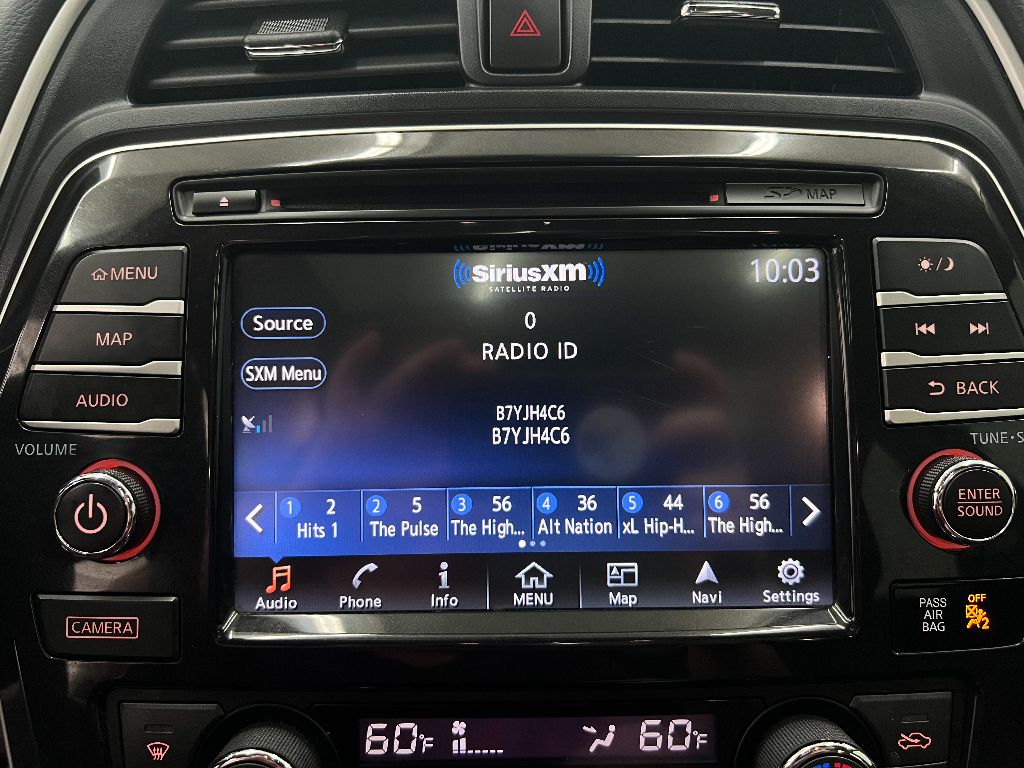 SD MAP
MENU
MAP
AUDIO
VOLUME
CAMERA
SiriusXM
SATELLITE RADIO
10:03
Source
0
RADIO ID
SXM Menu
B7YJH4C6
B7YJH4C6
1 2 Hits 1
2 5 The Pulse
3 56 The High...
4 36 Alt Nation
5 44 xL Hip-H...
6 56 The High...
Audio
Phone
Info
MENU
Map
Navi
Settings
BACK
TUNE·S
ENTER
SOUND
PASS
AIR
BAG
OFF
2
60°F
60°F